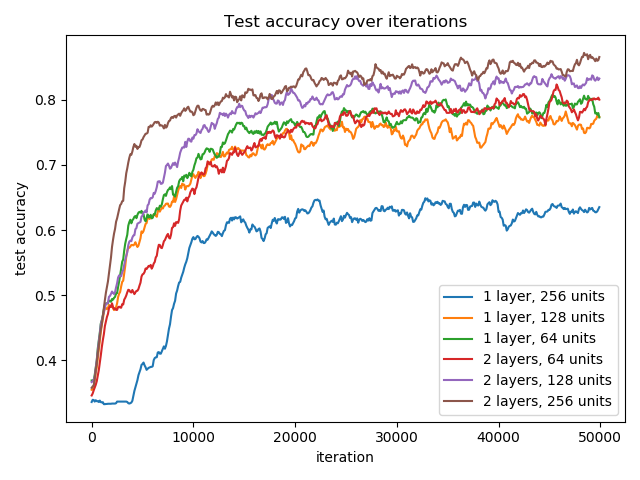 Test accuracy over iterations
test accuracy
0.8
0.7
0.6
0.5
0.4
1 layer, 256 units
1 layer, 128 units
1 layer, 64 units
2 layers, 64 units
2 layers, 128 units
2 layers, 256 units
0 10000 20000 30000 40000 50000
iteration